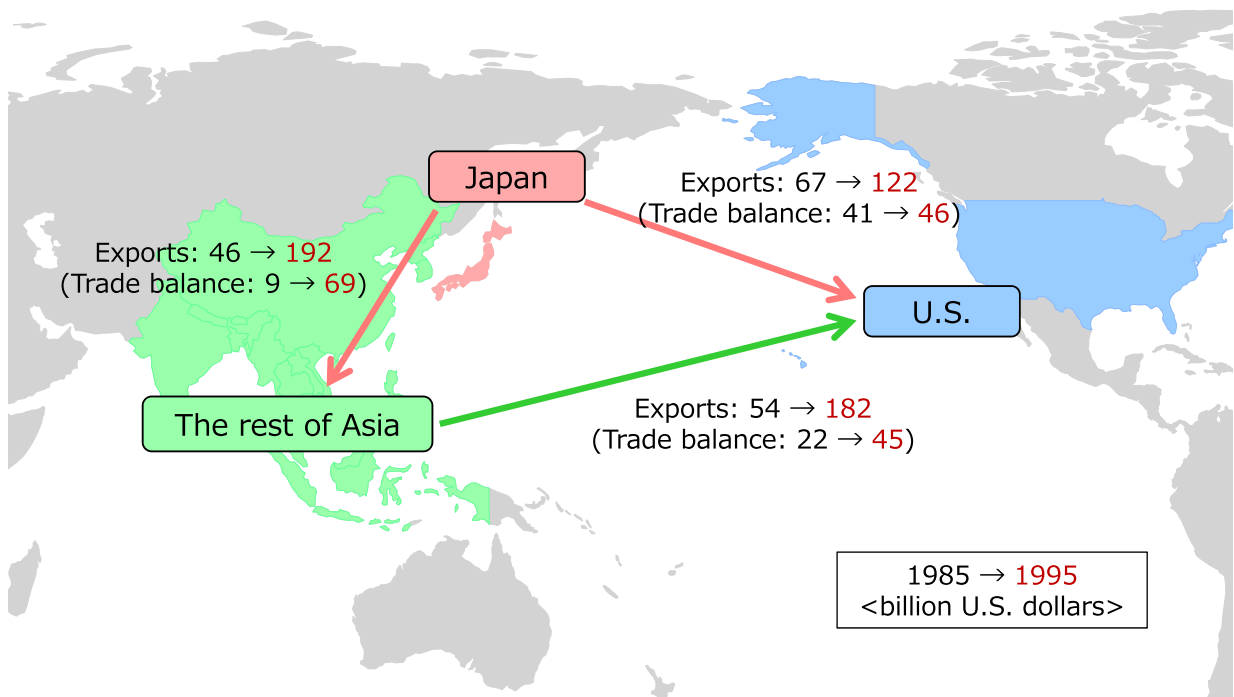 Japan
Exports: 67 → 122
(Trade balance: 41 → 46)
Exports: 46 → 192
(Trade balance: 9 → 69)
U.S.
The rest of Asia
Exports: 54 → 182
(Trade balance: 22 → 45)
1985 → 1995
<billion U.S. dollars>